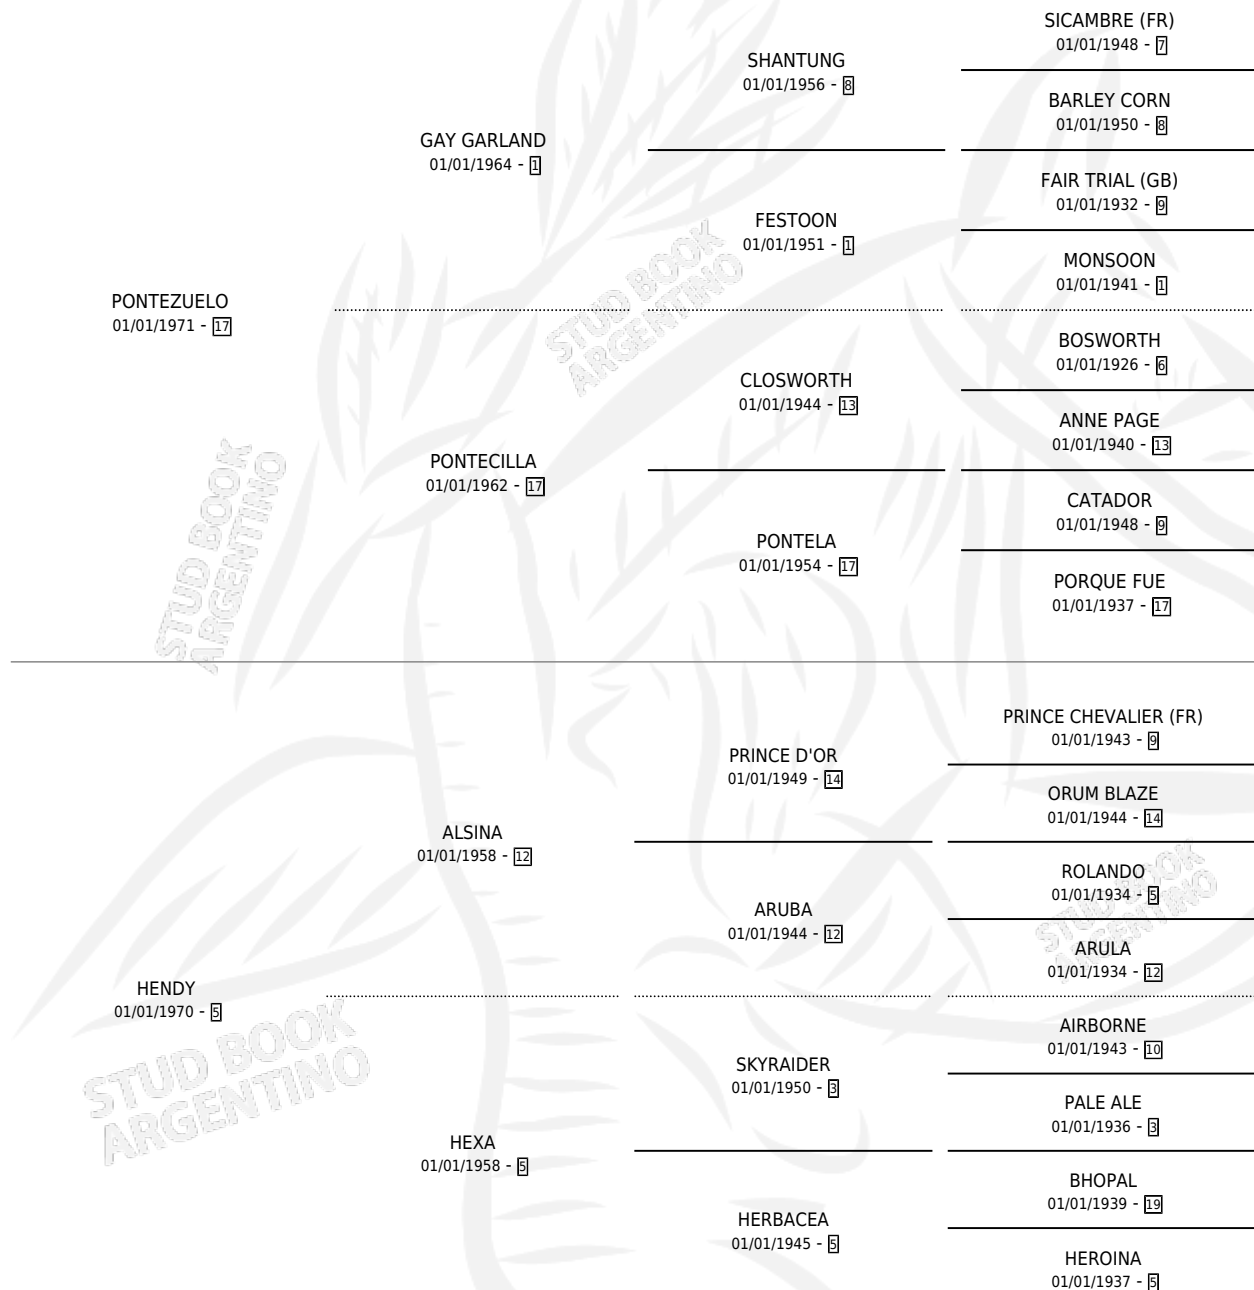 SICAMBRE (FR)
01/01/1948 - 7
SHANTUNG
01/01/1956 - 8
BARLEY CORN
01/01/1950 - 8
GAY GARLAND
01/01/1964 - 1
FAIR TRIAL (GB)
01/01/1932 - 9
FESTOON
01/01/1951 - 1
MONSOON
01/01/1941 - 1
PONTEZUELO
01/01/1971 - 17
BOSWORTH
01/01/1926 - 6
CLOSWORTH
01/01/1944 - 13
ANNE PAGE
01/01/1940 - 13
PONTECILLA
01/01/1962 - 17
CATADOR
01/01/1948 - 9
PONTELA
01/01/1954 - 17
PORQUE FUE
01/01/1937 - 17
PRINCE CHEVALIER (FR)
01/01/1943 - 9
PRINCE D'OR
01/01/1949 - 14
ORUM BLAZE
01/01/1944 - 14
ALSINA
01/01/1958 - 12
ROLANDO
01/01/1934 - 5
ARUBA
01/01/1944 - 12
ARULA
01/01/1934 - 12
HENDY
01/01/1970 - 5
AIRBORNE
01/01/1943 - 10
SKYRAIDER
01/01/1950 - 3
PALE ALE
01/01/1936 - 3
HEXA
01/01/1958 - 5
BHOPAL
01/01/1939 - 19
HERBACEA
01/01/1945 - 5
HEROINA
01/01/1937 - 5
STUD BOOK
ARGENTINO
STUD BOOK
ARGENTINO
STUD BOOK
ARGENTINO
STUD BOOK
ARGENTINO